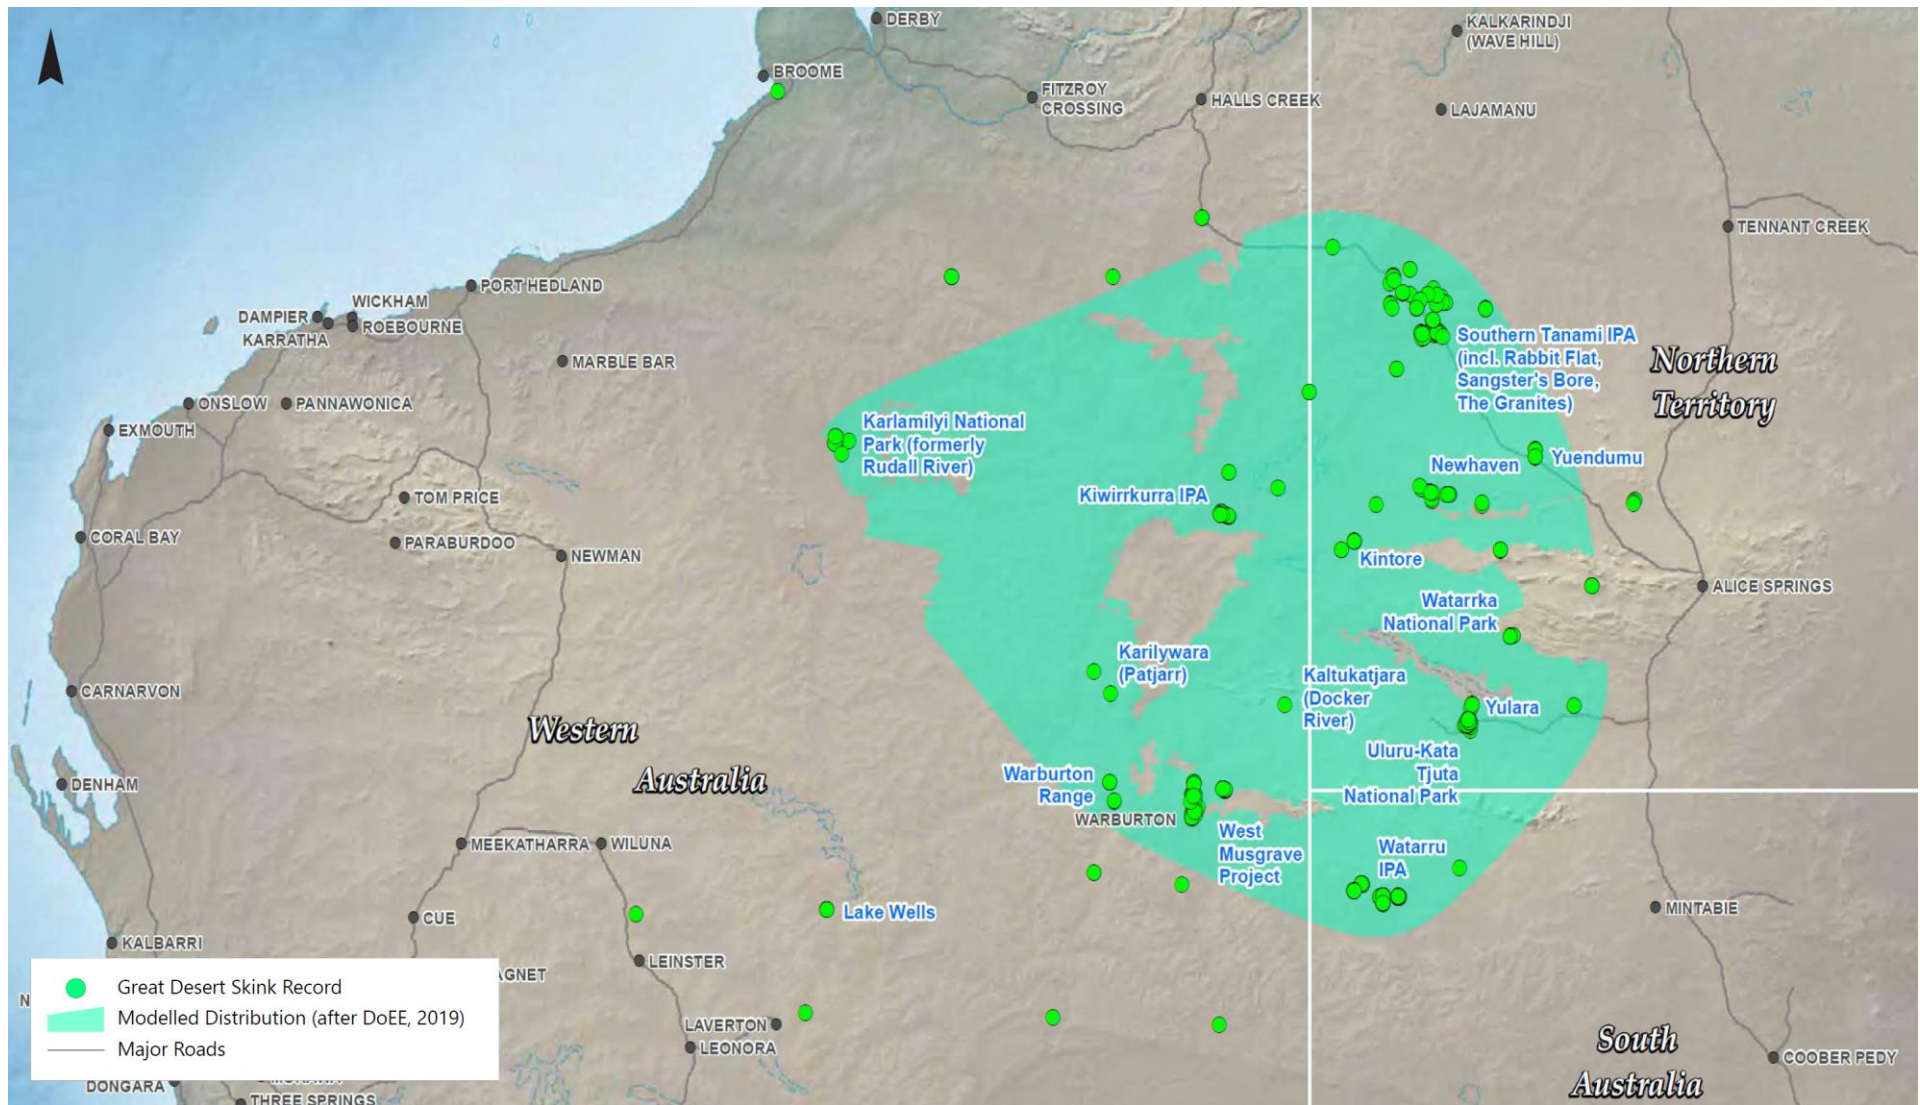 DERBY
KALKARINDJI
(WAVE HILL)
BROOME
FITZROY
CROSSING
HALLS CREEK
LAJAMANU
TENNANT CREEK
PORT HEDLAND
WICKHAM
DAMPIER
ROEBOURNE
KARRATHA
MARBLE BAR
Southern Tanami IPA
(incl. Rabbit Flat,
Sangster's Bore,
The Granites)
Northern
Territory
ONSLOW
PANNAWONICA
EXMOUTH
Karlamilyi National
Park (formerly
Rudall River)
Newhaven
Yuendumu
TOM PRICE
Kiwirrkurra IPA
CORAL BAY
PARABURDOO
NEWMAN
Kintore
ALICE SPRINGS
Watarrka
National Park
Karilywara
(Patjarr)
Kaltukatjara
(Docker
River)
CARNARVON
Yulara
Western
Australia
Uluru-Kata
Tjuta
National Park
DENHAM
Warburton
Range
WARBURTON
West
Musgrave
Project
MEEKATHARRA
WILUNA
Watarru
IPA
CUE
Lake Wells
MINTABIE
KALBARRI
LEINSTER
AGNET
N
Great Desert Skink Record
Modelled Distribution (after DoEE, 2019)
Major Roads
LAVERTON
LEONORA
South
Australia
COOBER PEDY
DONGARA
THREE SPRINGS